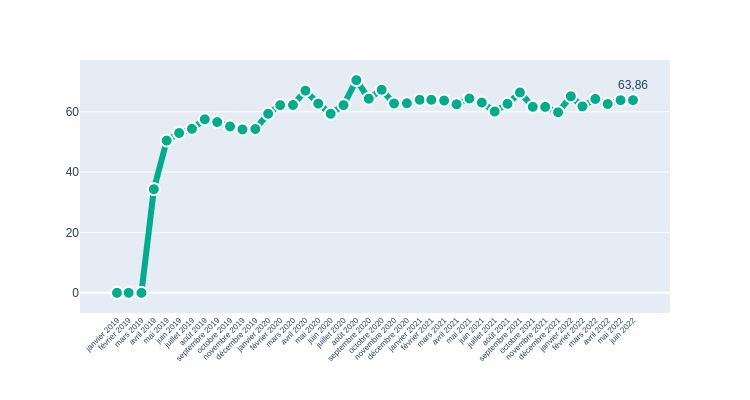 63,86
60
40
20
0
janvier 2019
février 2019
mars 2019
avril 2019
mai 2019
juin 2019
juillet 2019
août 2019
septembre 2019
octobre 2019
novembre 2019
décembre 2019
janvier 2020
février 2020
mars 2020
avril 2020
mai 2020
juin 2020
juillet 2020
août 2020
septembre 2020
octobre 2020
novembre 2020
décembre 2020
janvier 2021
février 2021
mars 2021
avril 2021
mai 2021
juin 2021
juillet 2021
août 2021
septembre 2021
octobre 2021
novembre 2021
décembre 2021
janvier 2022
février 2022
mars 2022
avril 2022
mai 2022
juin 2022